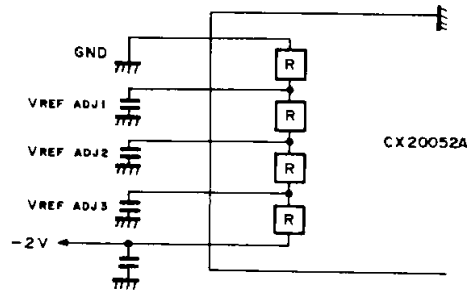 GND
R
VREF ADJ1
R
VREF ADJ2
CX20052A
R
VREF ADJ3
R
-2V